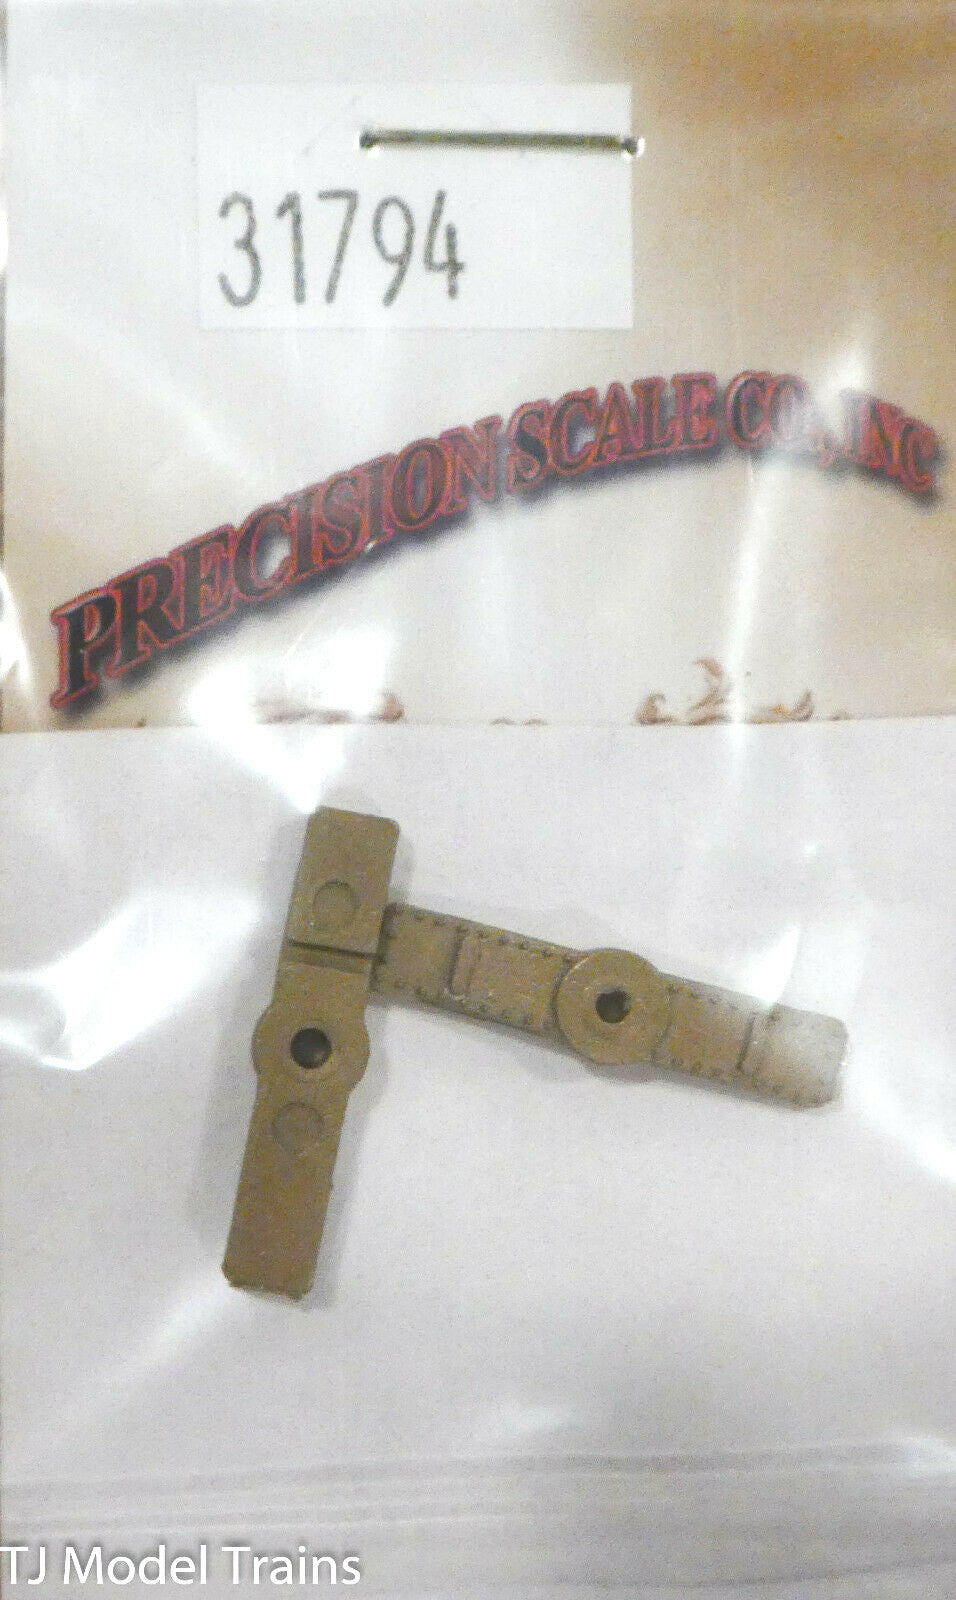 31794
PRECISION SCALE CO., INC
TJ Model Trains